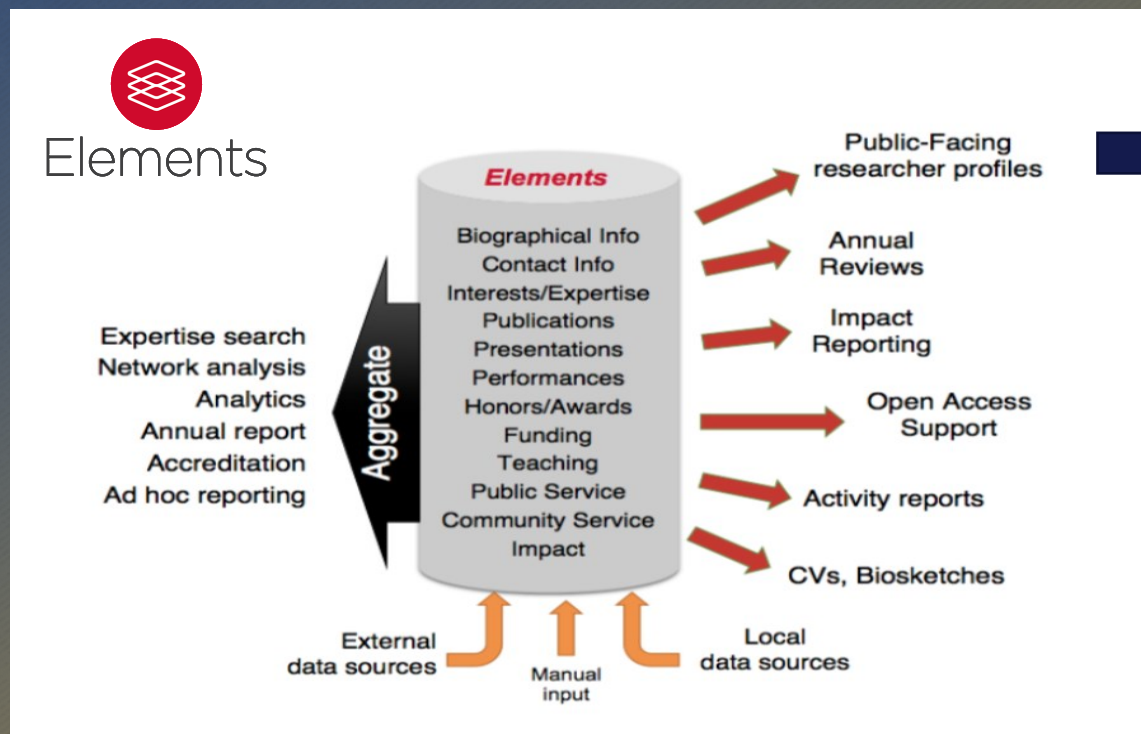 Elements
Elements
Biographical Info
Contact Info
Interests/Expertise
Publications
Presentations
Performances
Honors/Awards
Funding
Teaching
Public Service
Community Service
Impact
Aggregate
Expertise search
Network analysis
Analytics
Annual report
Accreditation
Ad hoc reporting
Public-Facing
researcher profiles
Annual
Reviews
Impact
Reporting
Open Access
Support
Activity reports
CVs, Biosketches
External
data sources
Manual
input
Local
data sources